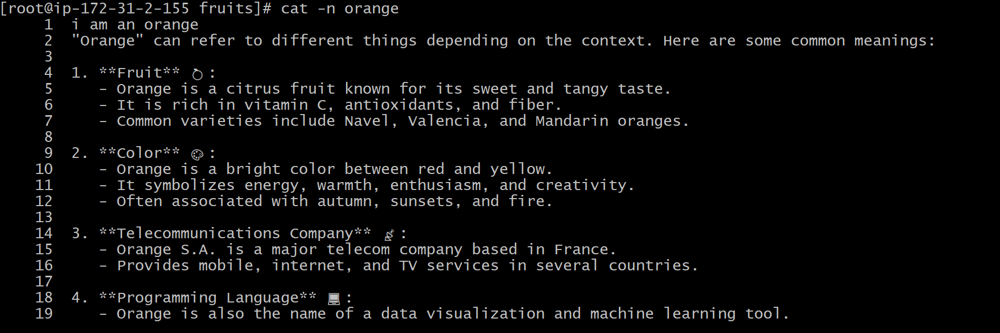 [root@ip-172-31-2-155 fruits]# cat -n orange
     1  i am an orange
     2  "Orange" can refer to different things depending on the context. Here are some common meanings:
     3
     4  1. **Fruit** 🍊:
     5     - Orange is a citrus fruit known for its sweet and tangy taste.
     6     - It is rich in vitamin C, antioxidants, and fiber.
     7     - Common varieties include Navel, Valencia, and Mandarin oranges.
     8
     9  2. **Color** 🎨:
    10     - Orange is a bright color between red and yellow.
    11     - It symbolizes energy, warmth, enthusiasm, and creativity.
    12     - Often associated with autumn, sunsets, and fire.
    13
    14  3. **Telecommunications Company** 📡:
    15     - Orange S.A. is a major telecom company based in France.
    16     - Provides mobile, internet, and TV services in several countries.
    17
    18  4. **Programming Language** 💻:
    19     - Orange is also the name of a data visualization and machine learning tool.